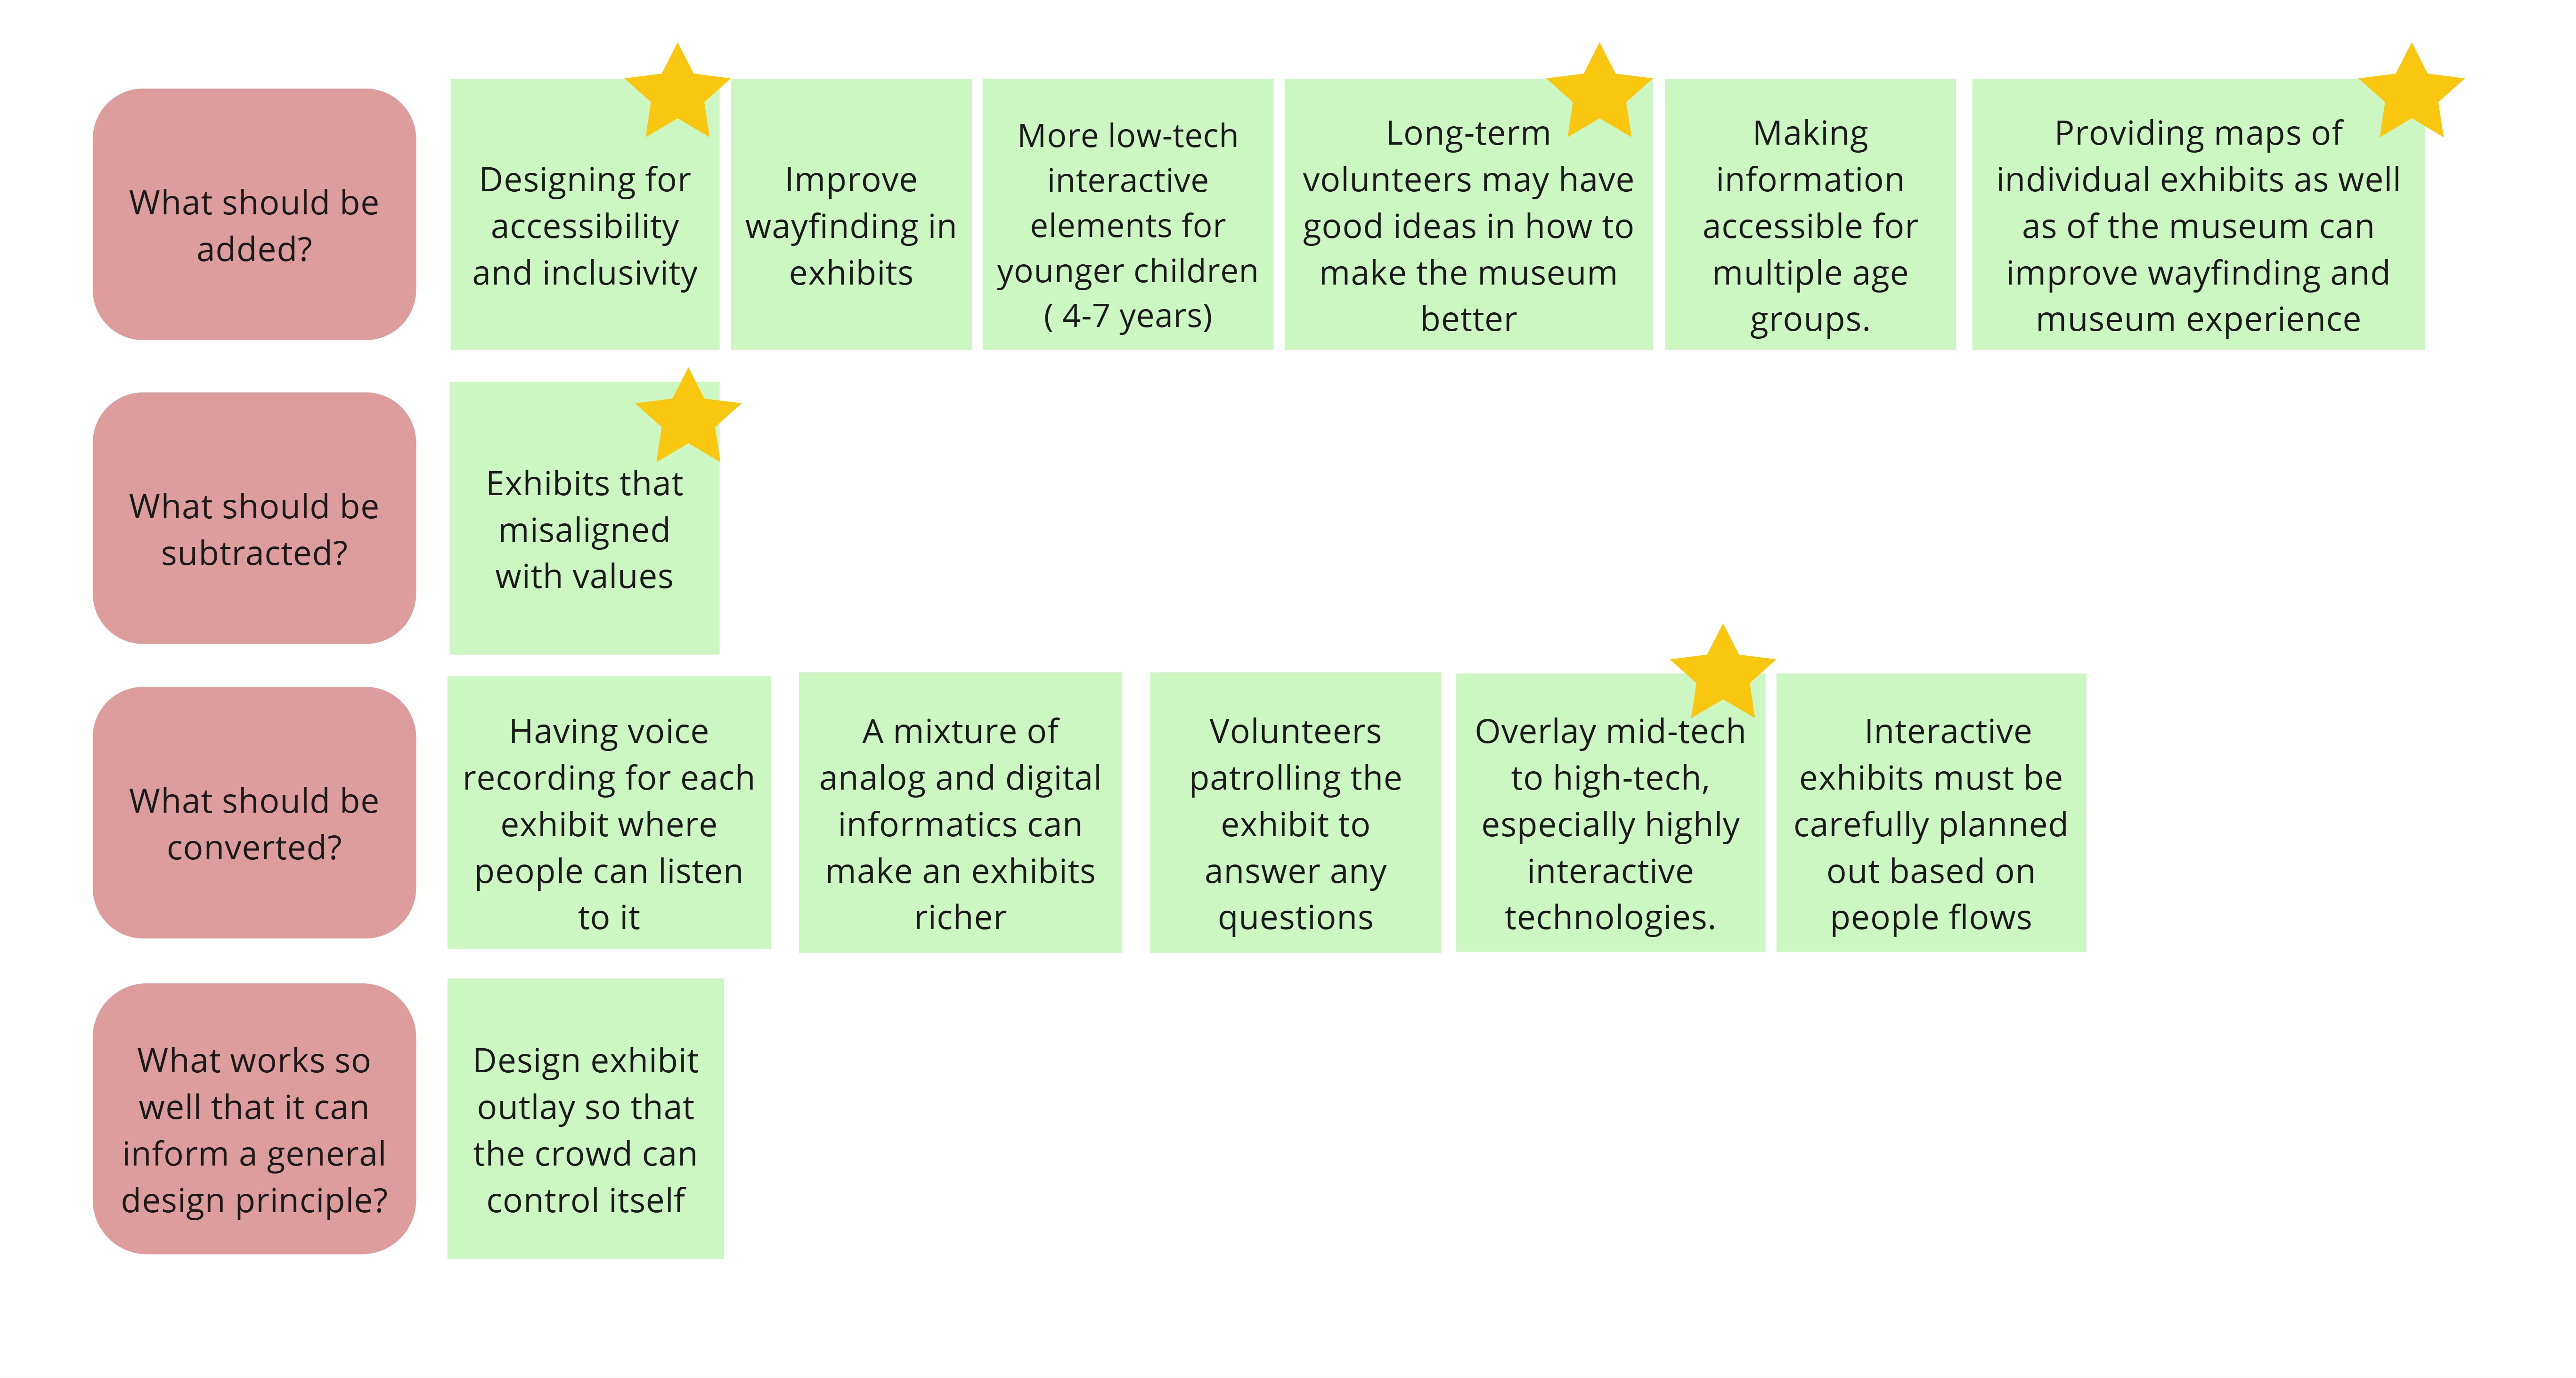 What should be
added?
Designing for
accessibility
and inclusivity
Improve
wayfinding in
exhibits
More low-tech
interactive
elements for
younger children
( 4-7 years)
Long-term
volunteers may have
good ideas in how to
make the museum
better
Making
information
accessible for
multiple age
groups.
Providing maps of
individual exhibits as well
as of the museum can
improve wayfinding and
museum experience
What should be
subtracted?
Exhibits that
misaligned
with values
What should be
converted?
Having voice
recording for each
exhibit where
people can listen
to it
A mixture of
analog and digital
informatics can
make an exhibits
richer
Volunteers
patrolling the
exhibit to
answer any
questions
Overlay mid-tech
to high-tech,
especially highly
interactive
technologies.
Interactive
exhibits must be
carefully planned
out based on
people flows
What works so
well that it can
inform a general
design principle?
Design exhibit
outlay so that
the crowd can
control itself